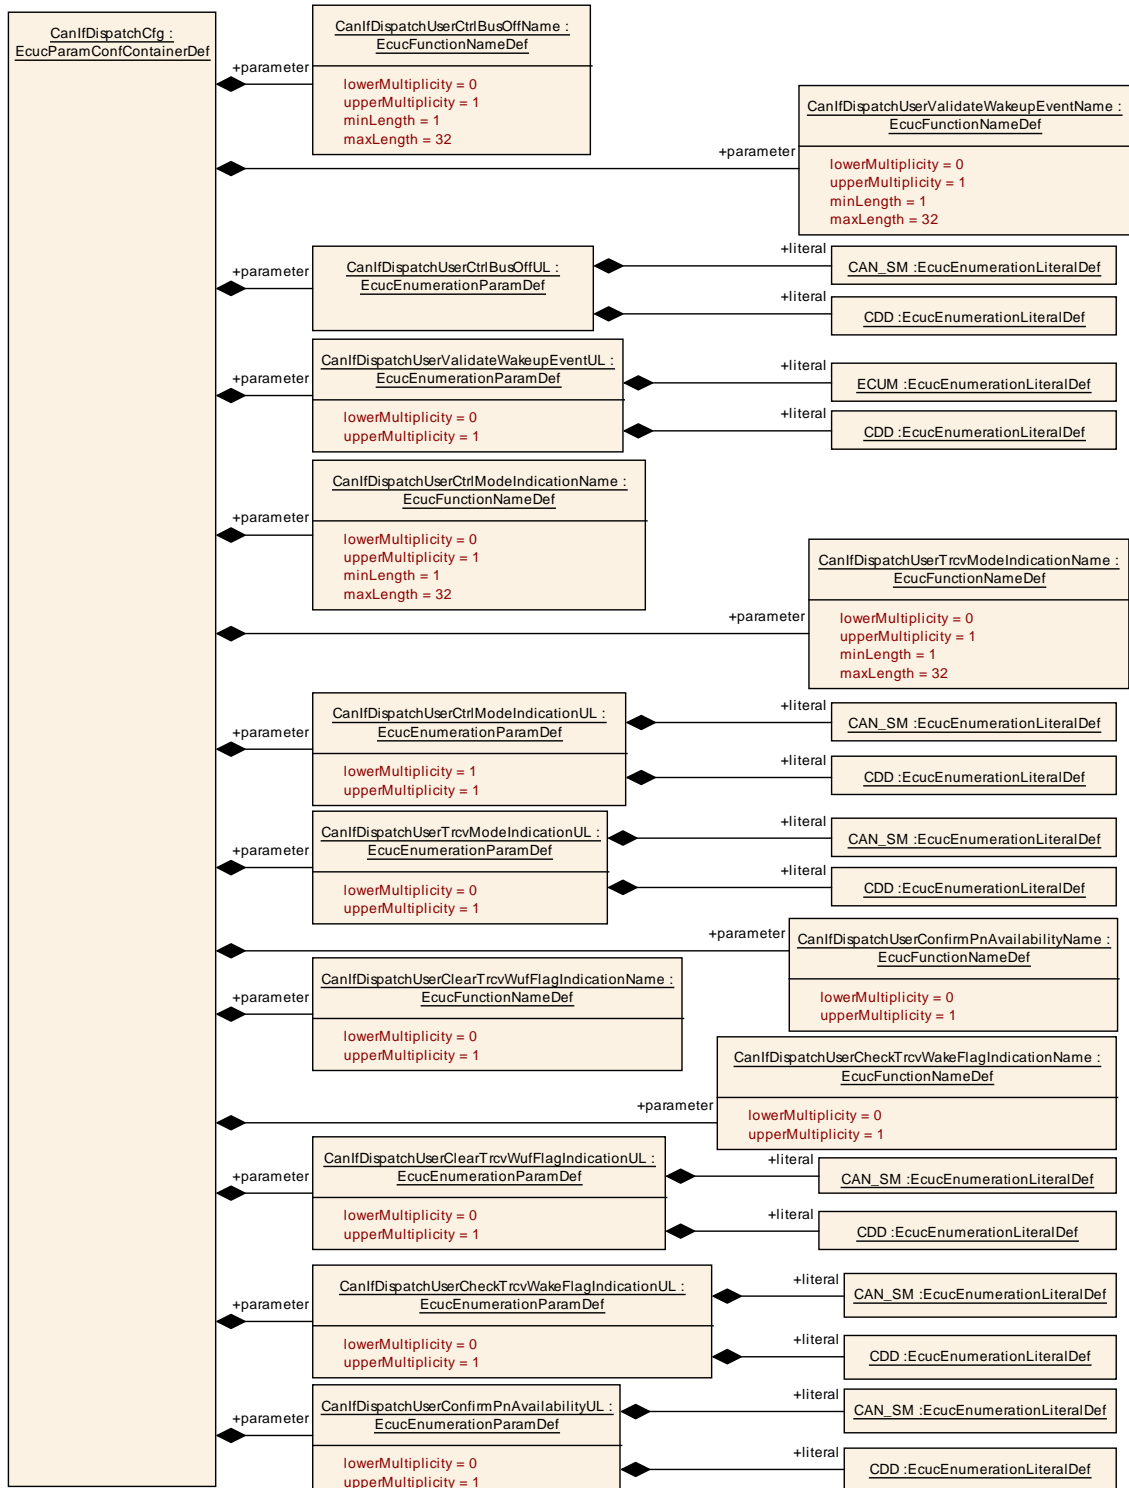 CanIfDispatchCfg :
EcucParamConfContainerDef
CanIfDispatchUserCtrlBusOffName :
EcucFunctionNameDef
+parameter
lowerMultiplicity = 0
upperMultiplicity = 1
minLength = 1
maxLength = 32
CanIfDispatchUserValidateWakeupEventName :
EcucFunctionNameDef
+parameter
lowerMultiplicity = 0
upperMultiplicity = 1
minLength = 1
maxLength = 32
CanIfDispatchUserCtrlBusOffUL :
EcucEnumerationParamDef
+parameter
+literal
CAN_SM :EcucEnumerationLiteralDef
+literal
CDD :EcucEnumerationLiteralDef
CanIfDispatchUserValidateWakeupEventUL :
EcucEnumerationParamDef
+parameter
lowerMultiplicity = 0
upperMultiplicity = 1
+literal
ECUM :EcucEnumerationLiteralDef
+literal
CDD :EcucEnumerationLiteralDef
CanIfDispatchUserCtrlModeIndicationName :
EcucFunctionNameDef
+parameter
lowerMultiplicity = 0
upperMultiplicity = 1
minLength = 1
maxLength = 32
CanIfDispatchUserTrcvModeIndicationName :
EcucFunctionNameDef
+parameter
lowerMultiplicity = 0
upperMultiplicity = 1
minLength = 1
maxLength = 32
CanIfDispatchUserCtrlModeIndicationUL :
EcucEnumerationParamDef
+parameter
lowerMultiplicity = 1
upperMultiplicity = 1
+literal
CAN_SM :EcucEnumerationLiteralDef
+literal
CDD :EcucEnumerationLiteralDef
CanIfDispatchUserTrcvModeIndicationUL :
EcucEnumerationParamDef
+parameter
lowerMultiplicity = 0
upperMultiplicity = 1
+literal
CAN_SM :EcucEnumerationLiteralDef
+literal
CDD :EcucEnumerationLiteralDef
+parameter
CanIfDispatchUserConfirmPnAvailabilityName :
EcucFunctionNameDef
lowerMultiplicity = 0
upperMultiplicity = 1
CanIfDispatchUserClearTrcvWufFlagIndicationName :
EcucFunctionNameDef
+parameter
lowerMultiplicity = 0
upperMultiplicity = 1
CanIfDispatchUserCheckTrcvWakeFlagIndicationName :
EcucFunctionNameDef
+parameter
lowerMultiplicity = 0
upperMultiplicity = 1
CanIfDispatchUserClearTrcvWufFlagIndicationUL :
EcucEnumerationParamDef
+parameter
lowerMultiplicity = 0
upperMultiplicity = 1
+literal
CAN_SM :EcucEnumerationLiteralDef
+literal
CDD :EcucEnumerationLiteralDef
CanIfDispatchUserCheckTrcvWakeFlagIndicationUL :
EcucEnumerationParamDef
+parameter
lowerMultiplicity = 0
upperMultiplicity = 1
+literal
CAN_SM :EcucEnumerationLiteralDef
+literal
CDD :EcucEnumerationLiteralDef
CanIfDispatchUserConfirmPnAvailabilityUL :
EcucEnumerationParamDef
+parameter
lowerMultiplicity = 0
upperMultiplicity = 1
+literal
CAN_SM :EcucEnumerationLiteralDef
+literal
CDD :EcucEnumerationLiteralDef